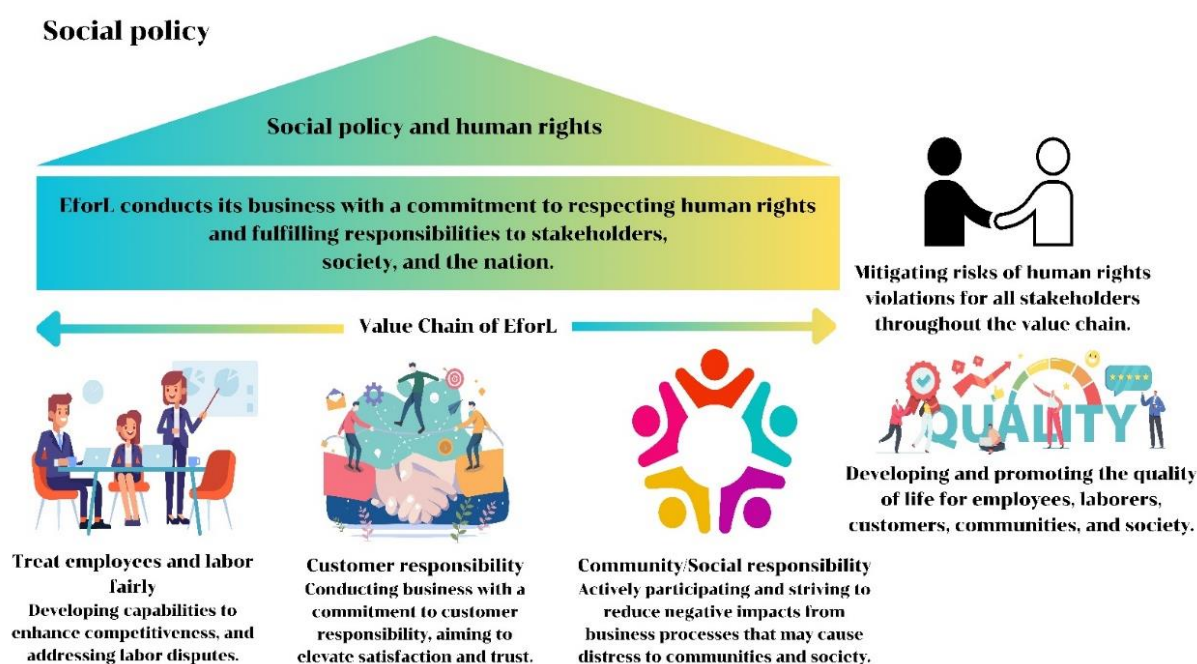 Social policy
Social policy and human rights
EforL conducts its business with a commitment to respecting human rights
and fulfilling responsibilities to stakeholders,
society, and the nation.
Value Chain of EforL
Mitigating risks of human rights
violations for all stakeholders
throughout the value chain.
QUALITY
Developing and promoting the quality
of life for employees, laborers,
customers, communities, and society.
Treat employees and labor
fairly
Developing capabilities to
enhance competitiveness, and
addressing labor disputes.
Customer responsibility
Conducting business with a
commitment to customer
responsibility, aiming to
elevate satisfaction and trust.
Community/Social responsibility
Actively participating and striving to
reduce negative impacts from
business processes that may cause
distress to communities and society.